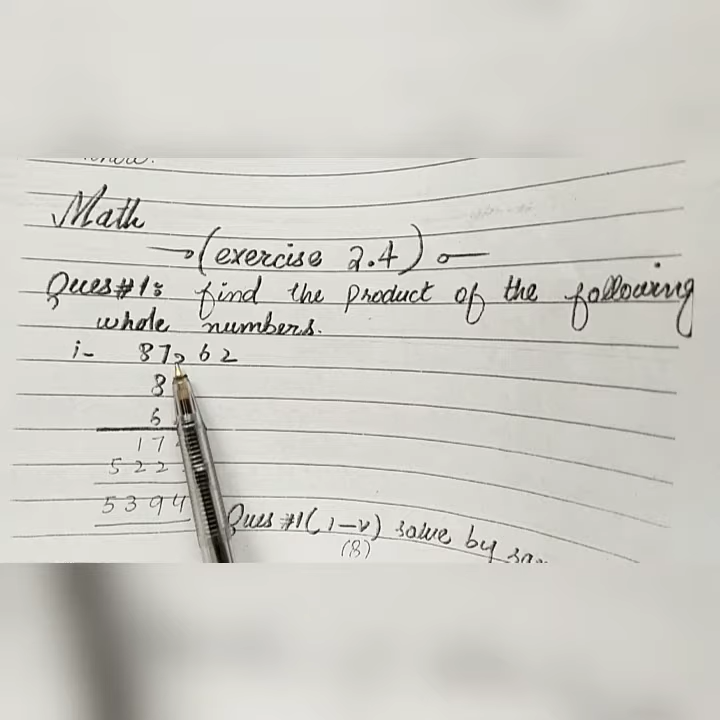 Math
→(exercise 2.4)
Ques#1: find the Product of the following
whole numbers.
i- 87, 62
8
6
17
522
5394
Ques #1(1-v) solve by
(8)